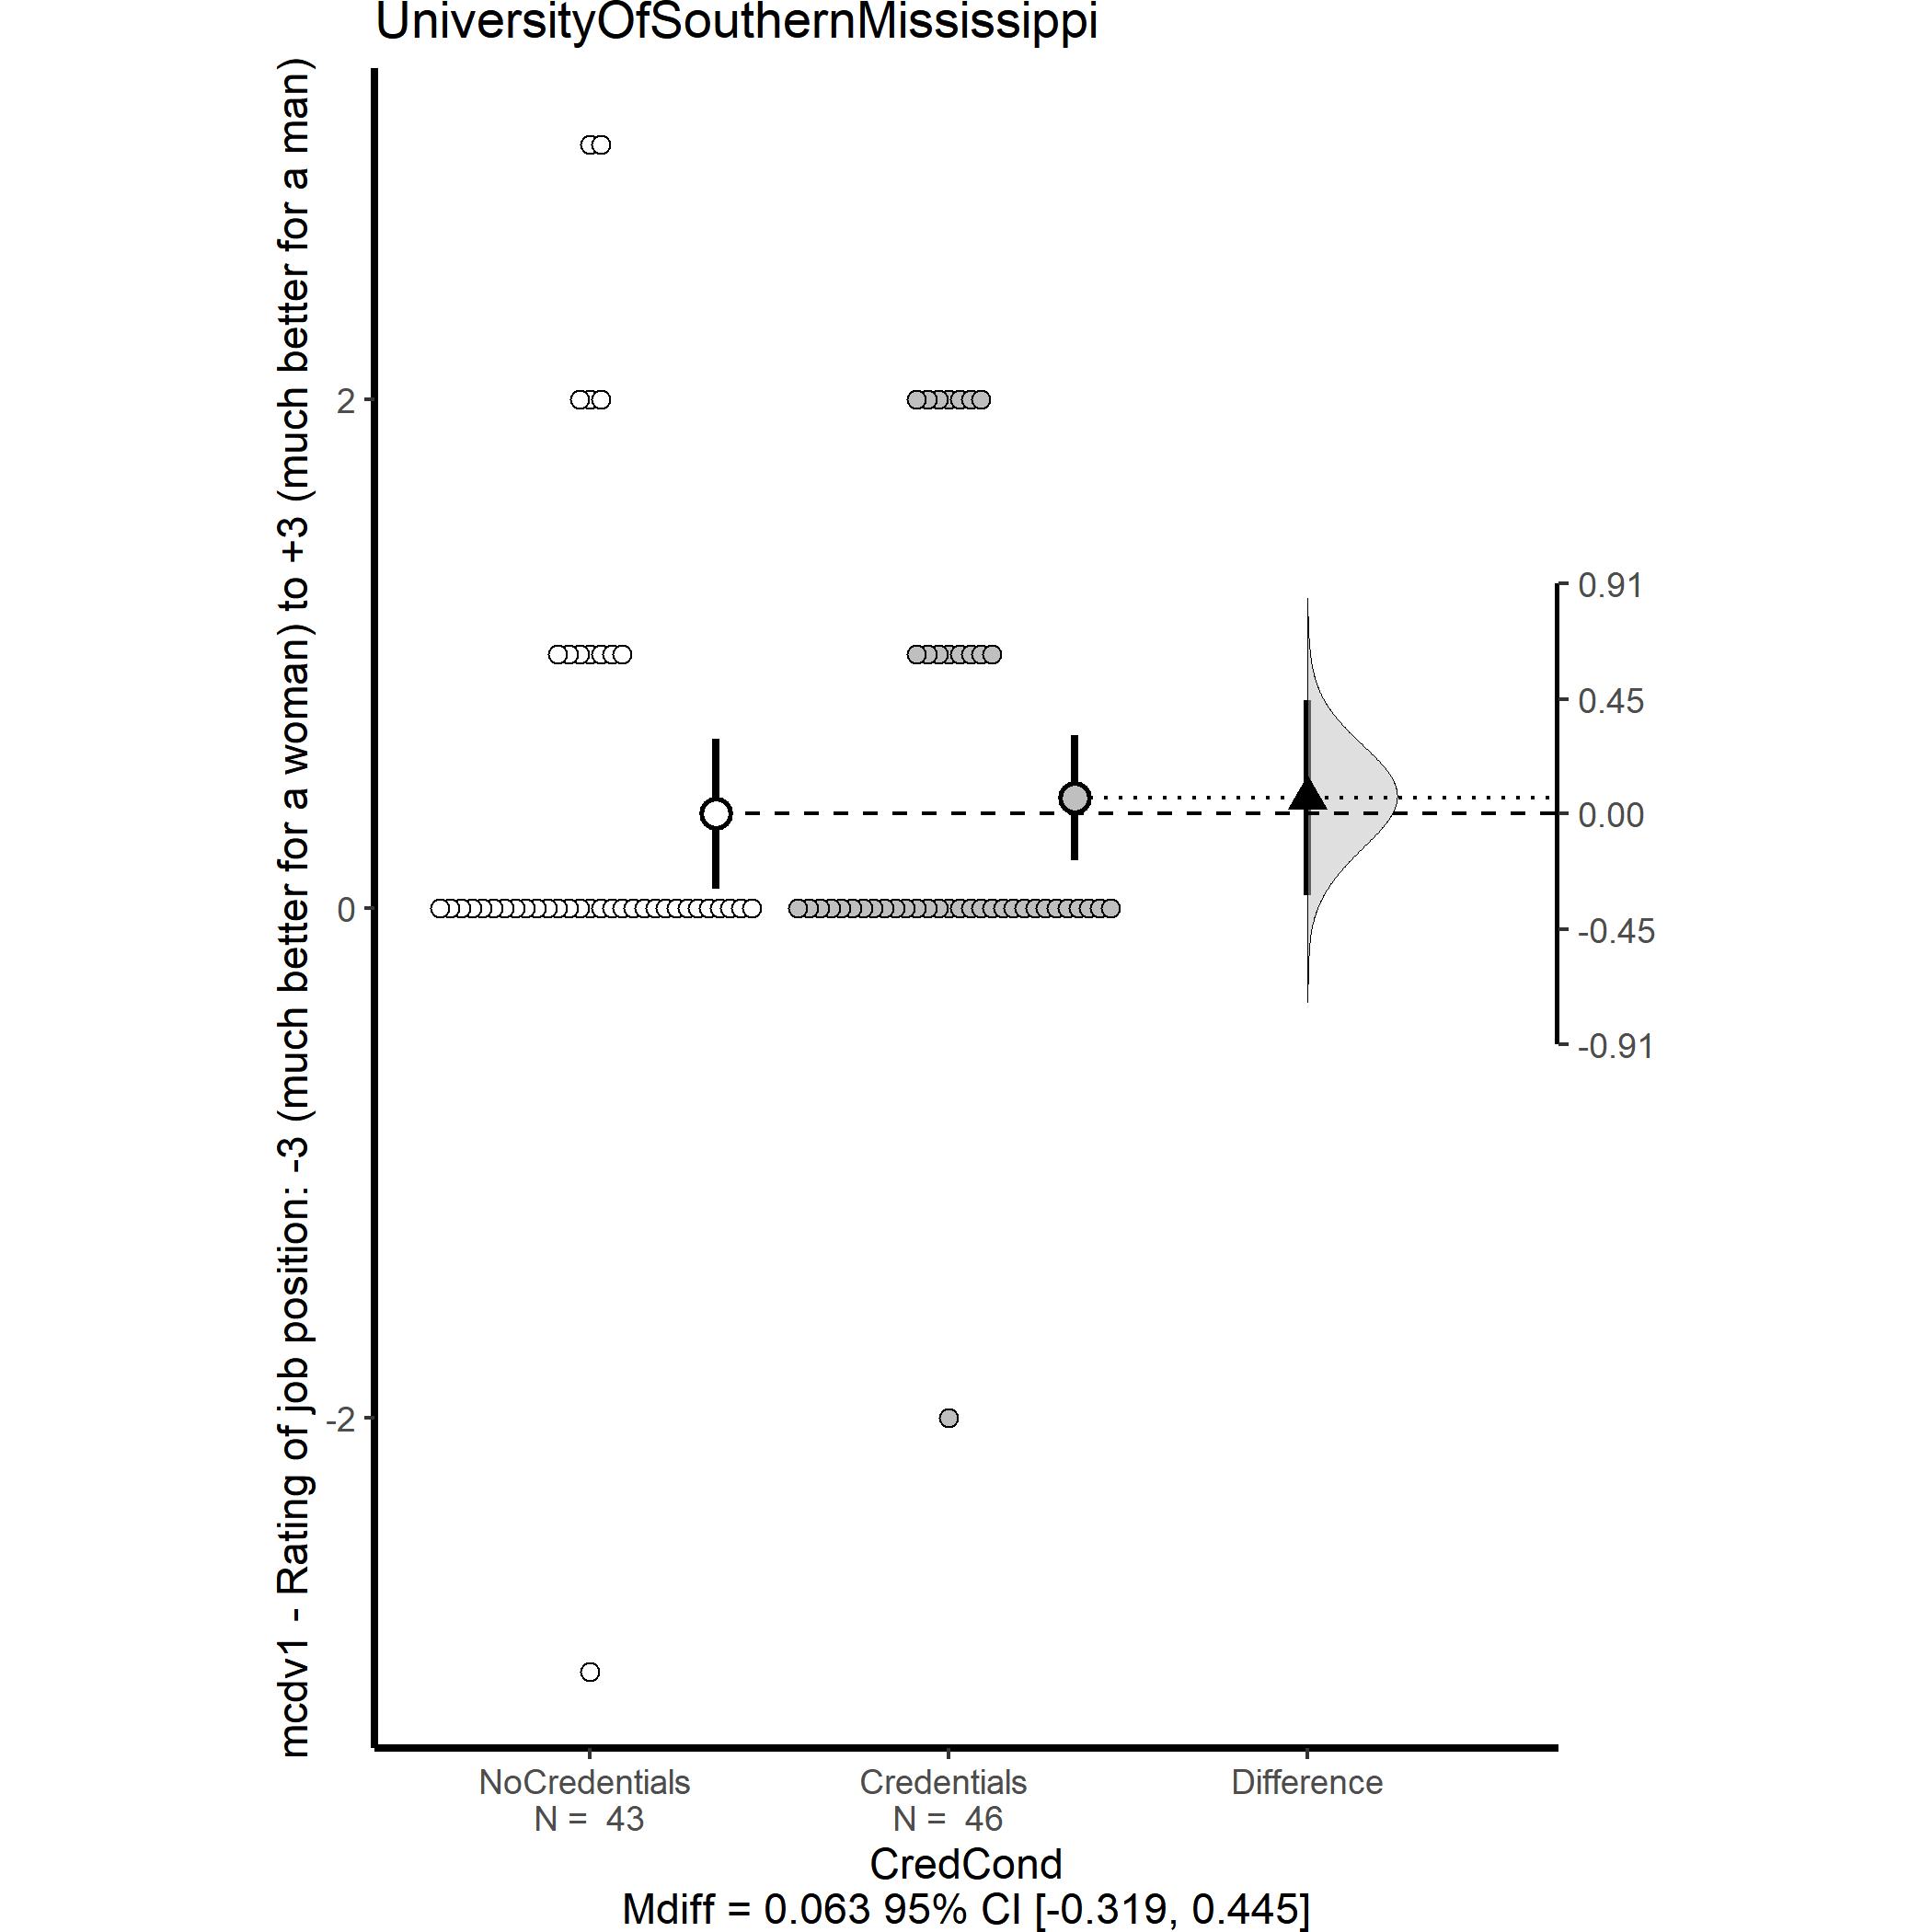 UniversityOfSouthernMississippi
mcdv1 - Rating of job position: -3 (much better for a woman) to +3 (much better for a man)
2
0
-2
0.91
0.45
0.00
-0.45
-0.91
NoCredentials
N = 43
Credentials
N = 46
Difference
CredCond
Mdiff = 0.063 95% CI [-0.319, 0.445]